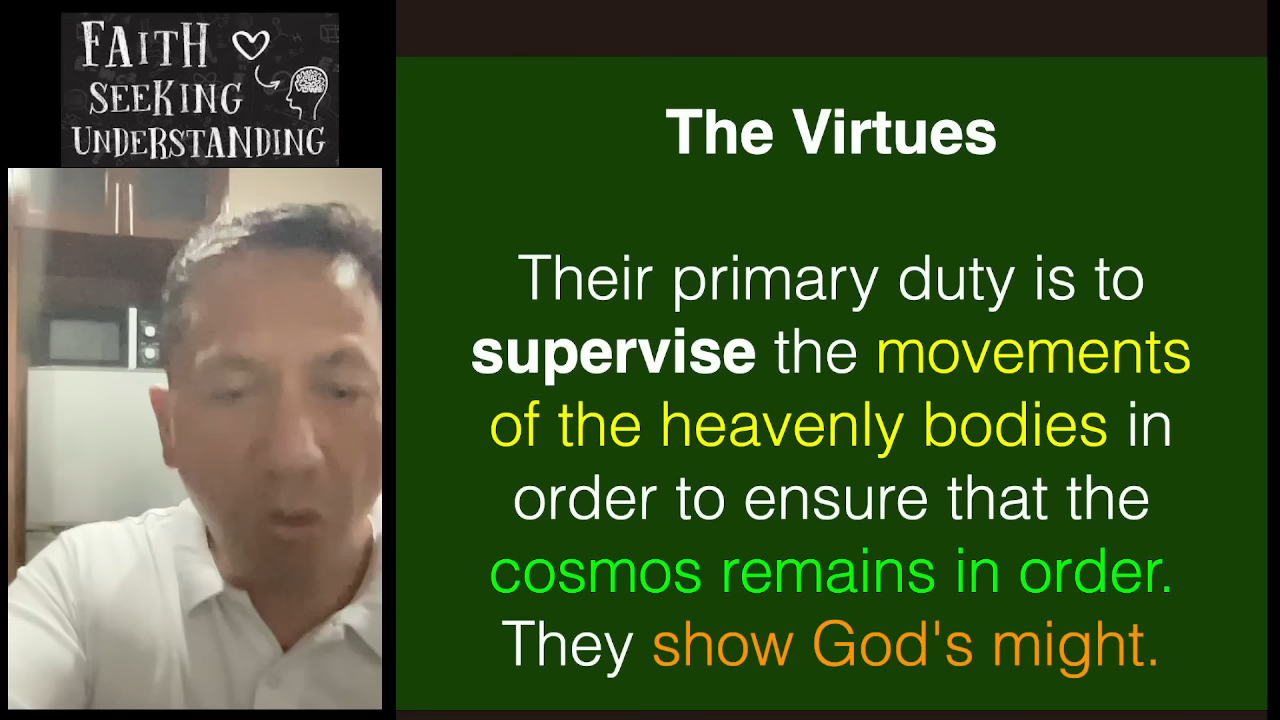 FAITH
SEEKING
UNDERSTANDING
The Virtues
Their primary duty is to
supervise the movements
of the heavenly bodies in
order to ensure that the
cosmos remains in order.
They show God's might.